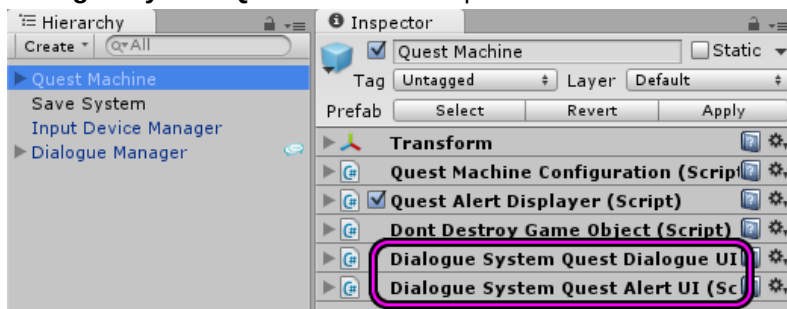 Hierarchy
Create
All
Quest Machine
Save System
Input Device Manager
Dialogue Manager
Inspector
Quest Machine
Static
Tag Untagged Layer Default
Prefab Select Revert Apply
Transform
Quest Machine Configuration (Script
Quest Alert Displayer (Script)
Dont Destroy Game Object (Script)
Dialogue System Quest Dialogue UI
Dialogue System Quest Alert UI (Sc